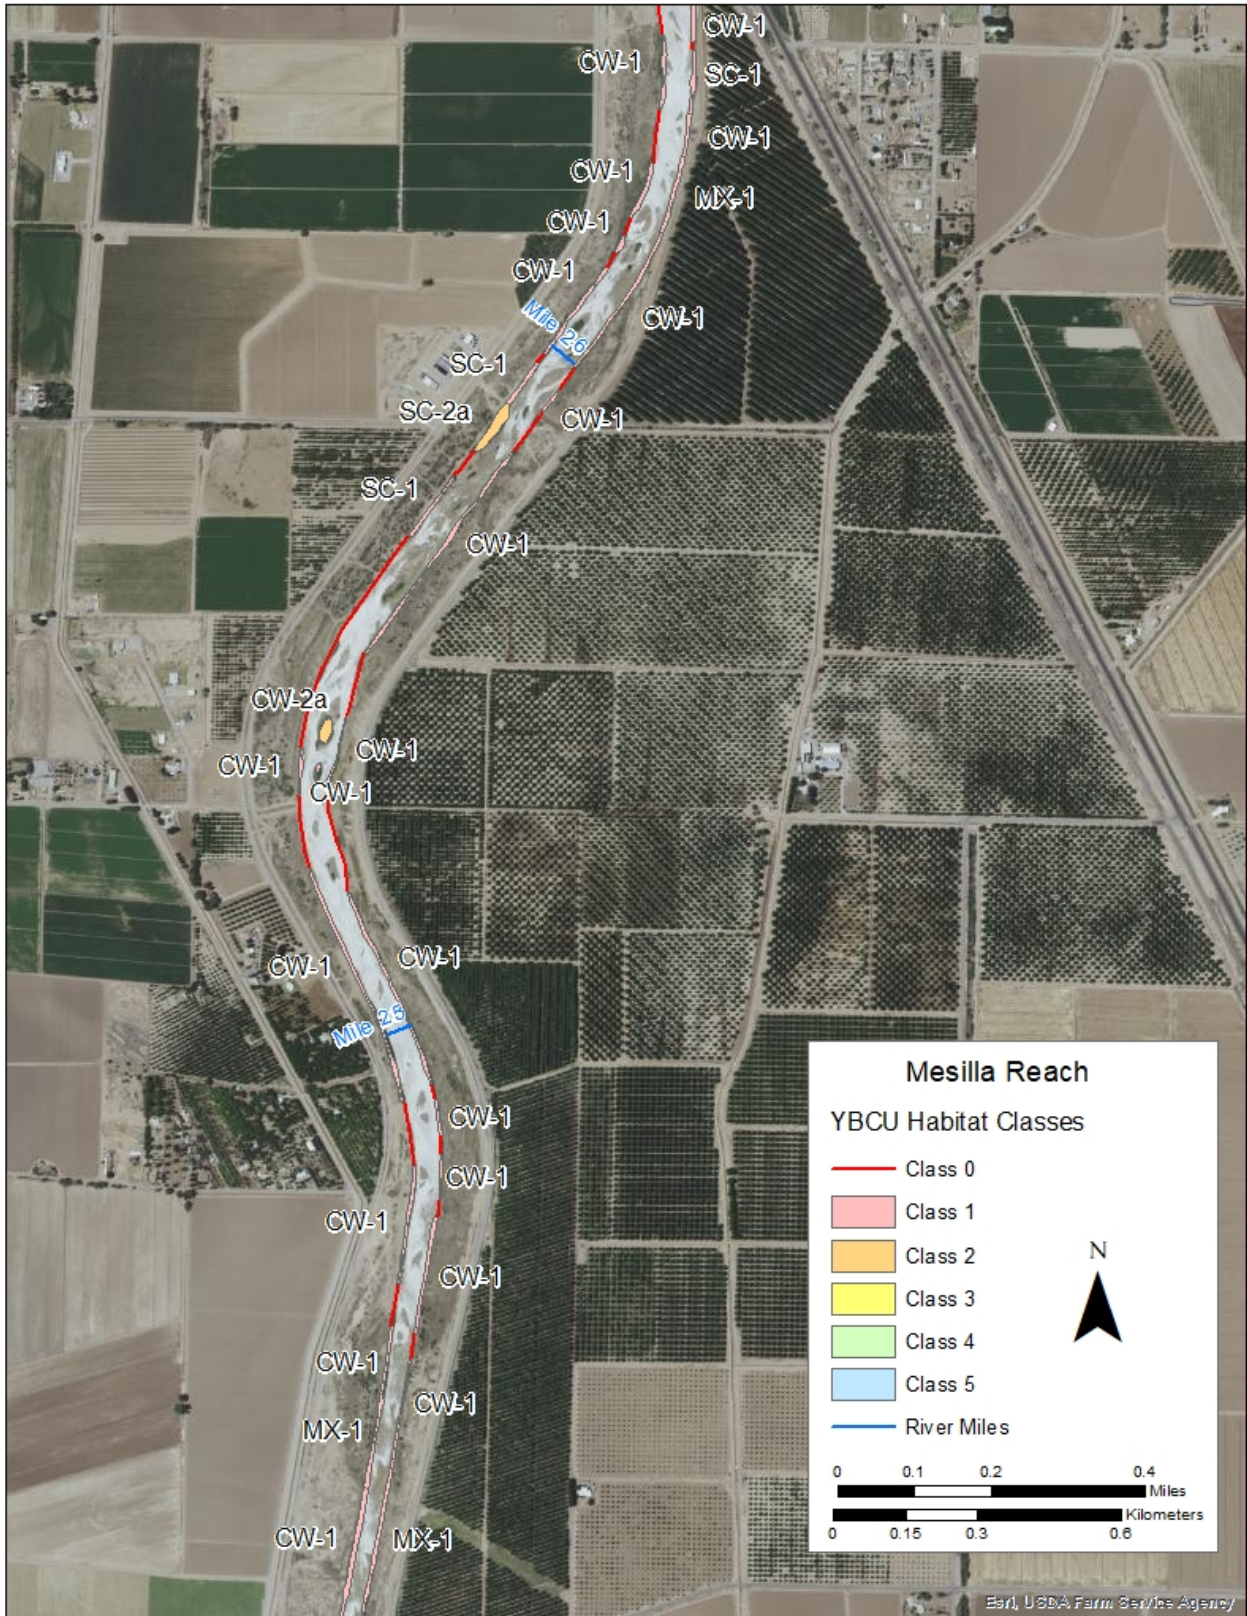 CW-1
CW-1
SC-1
CW-1
CW-1
MX-1
CW-1
CW-1
CW-1
Mile 26
SC-1
SC-2a
CW-1
SC-1
CW-1
CW-2a
CW-1
CW-1
CW-1
CW-1
CW-1
Mile 25
CW-1
CW-1
CW-1
CW-1
CW-1
CW-1
MX-1
CW-1
MX-1
Mesilla Reach
YBCU Habitat Classes
Class 0
Class 1
Class 2
Class 3
Class 4
Class 5
River Miles
N
0 0.1 0.2 0.4
Miles
Kilometers
0 0.15 0.3 0.6
Esri, USDA Farm Service Agency